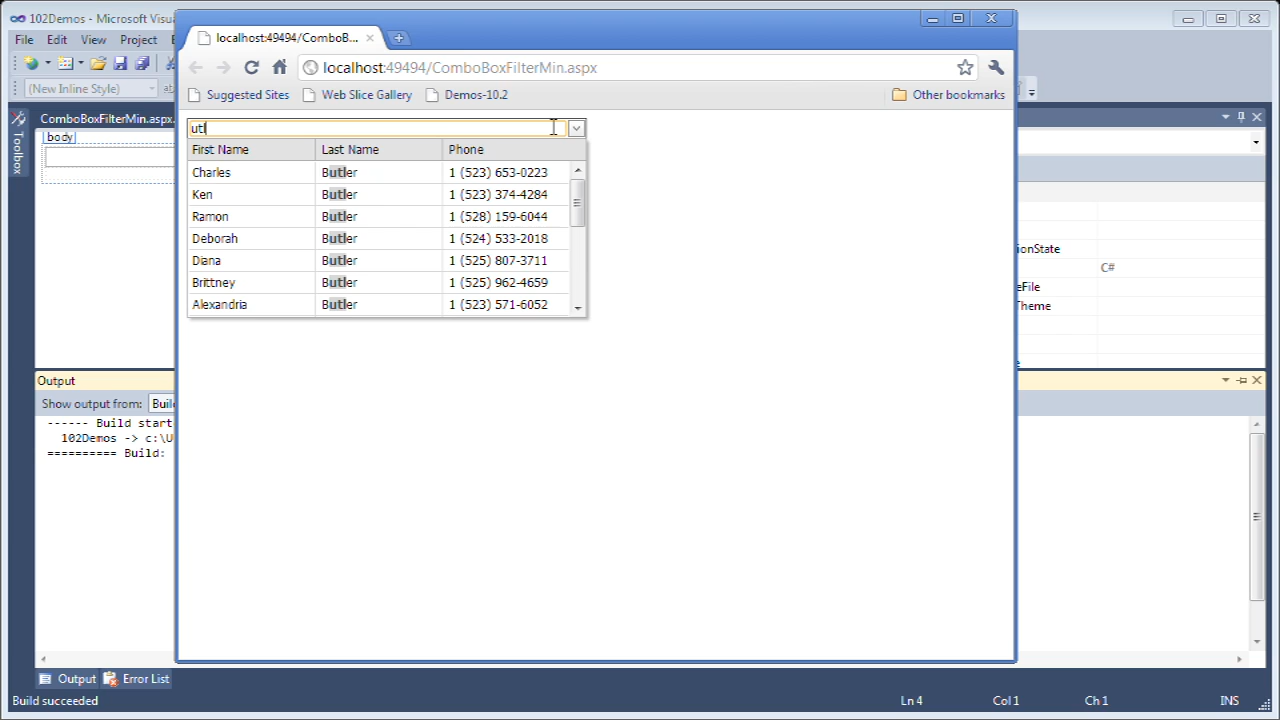 102Demos - Microsoft Visu
File Edit View Project
(New Inline Style)
ComboBoxFilterMin.aspx
body
Toolbox
localhost:49494/ComboB...
localhost:49494/ComboBoxFilterMin.aspx
Suggested Sites Web Slice Gallery Demos-10.2 Other bookmarks
utl
First Name Last Name Phone
Charles Butler 1 (523) 653-0223
Ken Butler 1 (523) 374-4284
Ramon Butler 1 (528) 159-6044
Deborah Butler 1 (524) 533-2018
Diana Butler 1 (525) 807-3711
Brittney Butler 1 (525) 962-4659
Alexandria Butler 1 (523) 571-6052
ionState
C#
eFile
Theme
Output
Show output from: Buil
------ Build start
102Demos -> c:\U
========== Build:
Output Error List
Build succeeded Ln 4 Col 1 Ch 1 INS